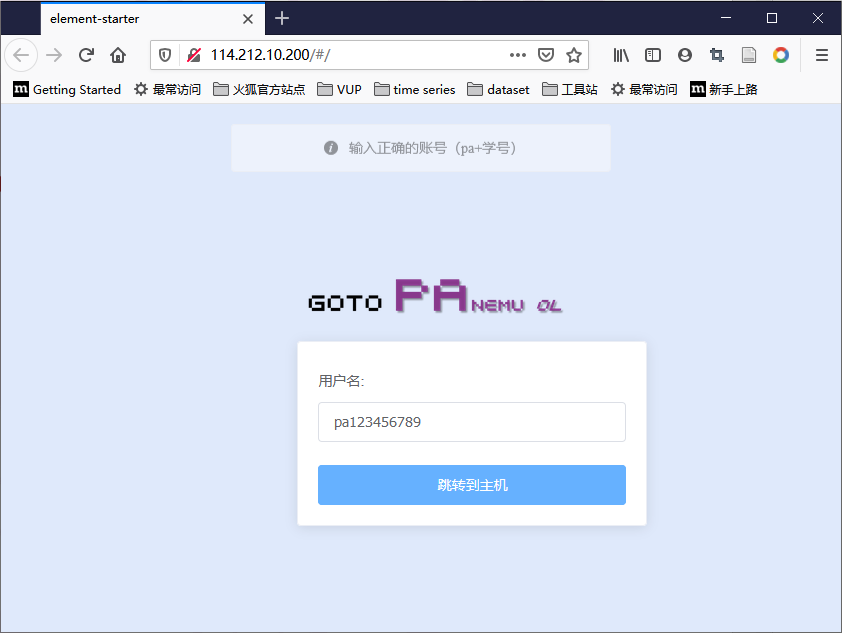 element-starter
114.212.10.200/#/
Getting Started 最常访问 火狐官方站点 VUP time series dataset 工具站 最常访问 新手上路
输入正确的账号（pa+学号）
GOTO PA NEMU OL
用户名:
pa123456789
跳转到主机